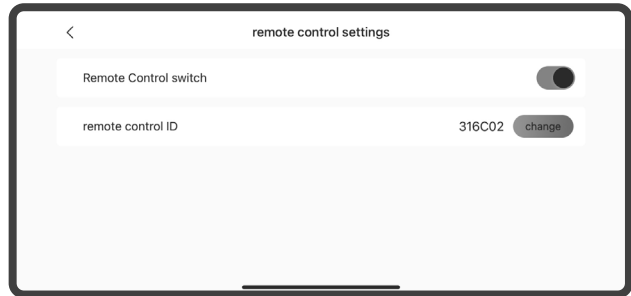 remote control settings
Remote Control switch
remote control ID 316C02 change